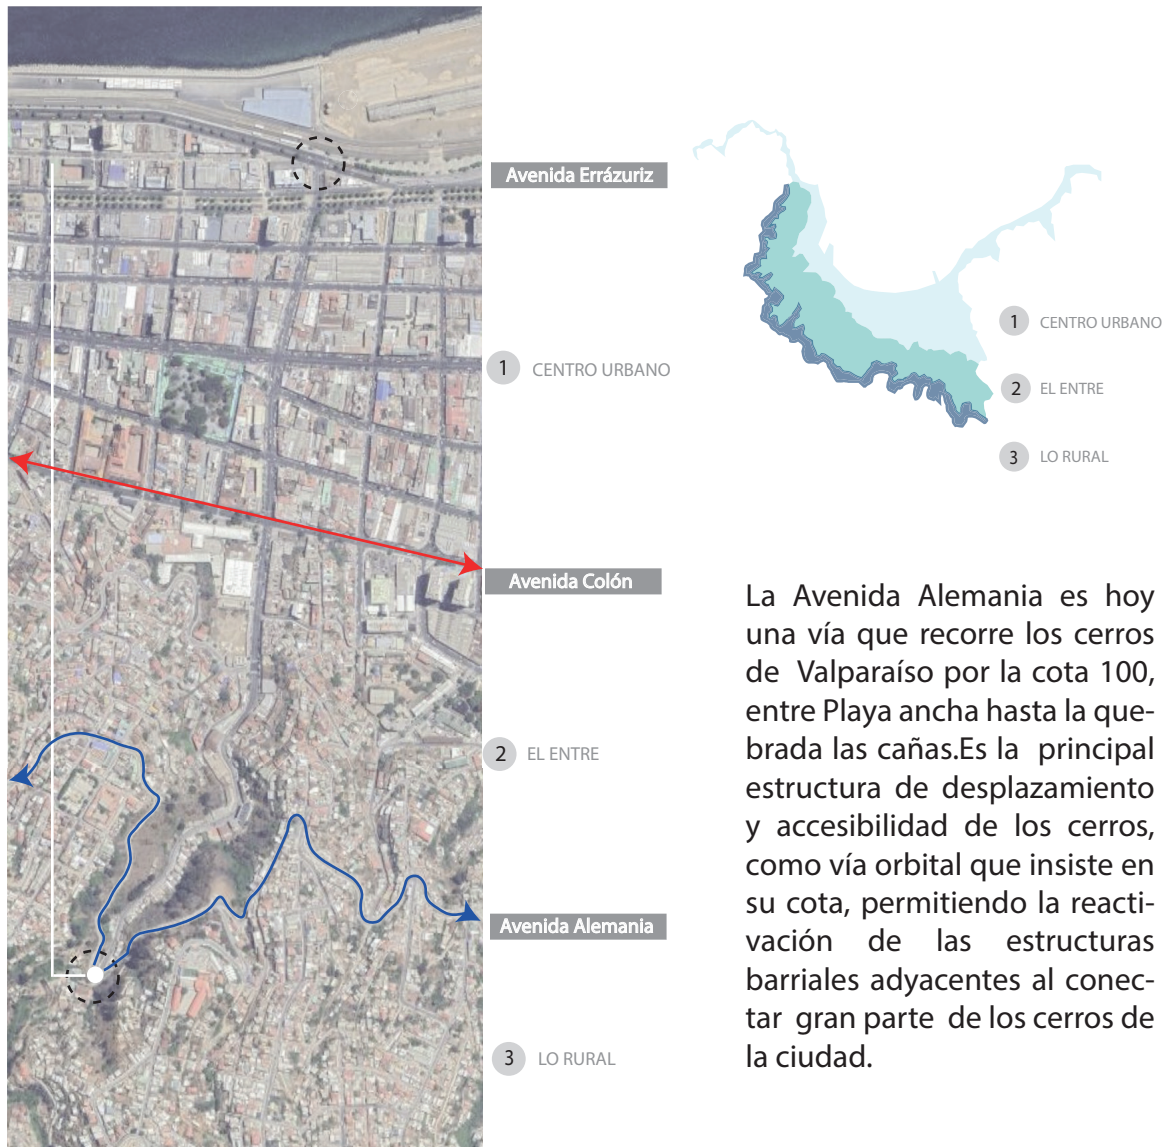 Avenida Errázuriz
1 CENTRO URBANO
Avenida Colón
2 EL ENTRE
Avenida Alemania
3 LO RURAL
1 CENTRO URBANO
2 EL ENTRE
3 LO RURAL
La Avenida Alemania es hoy
una vía que recorre los cerros
de Valparaíso por la cota 100,
entre Playa ancha hasta la que-
brada las cañas.Es la principal
estructura de desplazamiento
y accesibilidad de los cerros,
como vía orbital que insiste en
su cota, permitiendo la reacti-
vación de las estructuras
barriales adyacentes al conec-
tar gran parte de los cerros de
la ciudad.